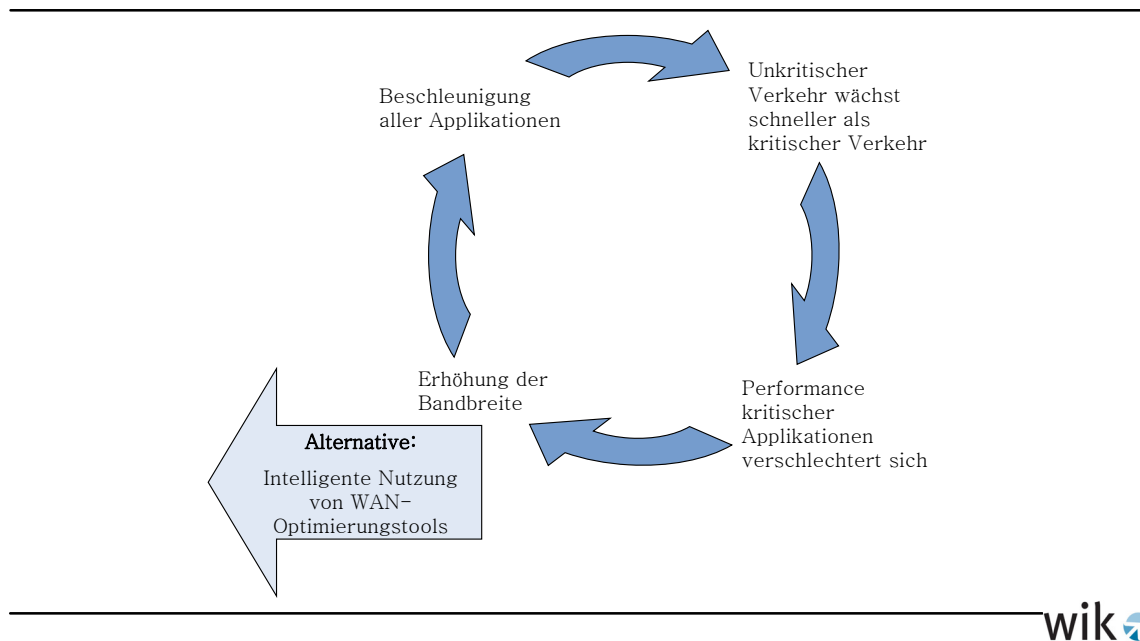 Beschleunigung
aller Applikationen
Unkritischer
Verkehr wächst
schneller als
kritischer Verkehr
Performance
kritischer
Applikationen
verschlechtert sich
Erhöhung der
Bandbreite
Alternative:
Intelligente Nutzung
von WAN-
Optimierungstools
wik